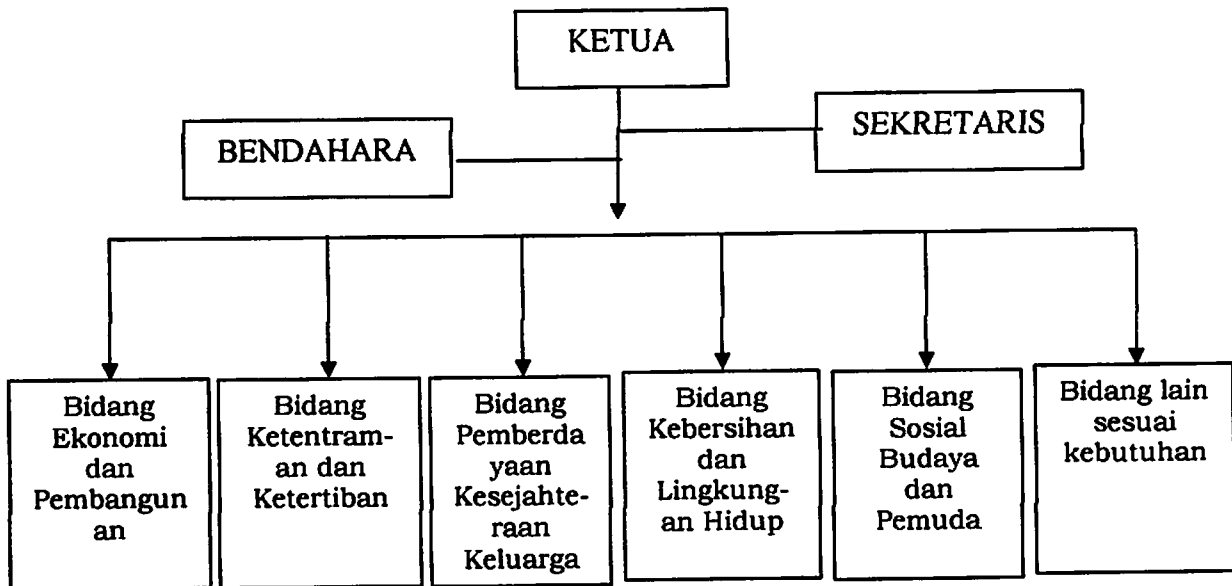 KETUA
SEKRETARIS
BENDAHARA
Bidang
Ekonomi
dan
Pembangun
an
Bidang
Ketentram-
an dan
Ketertiban
Bidang
Pemberda
yaan
Kesejahte-
raan
Keluarga
Bidang
Kebersihan
dan
Lingkung-
an Hidup
Bidang
Sosial
Budaya
dan
Pemuda
Bidang lain
sesuai
kebutuhan